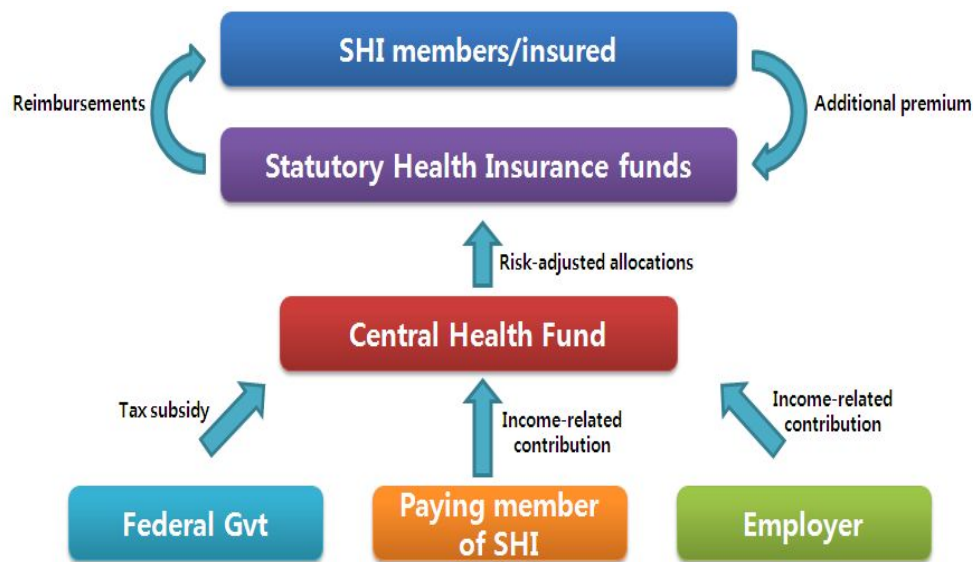 SHI members/insured
Reimbursements
Additional premium
Statutory Health Insurance funds
Risk-adjusted allocations
Central Health Fund
Tax subsidy
Income-related
contribution
Income-related
contribution
Federal Gvt
Paying member
of SHI
Employer